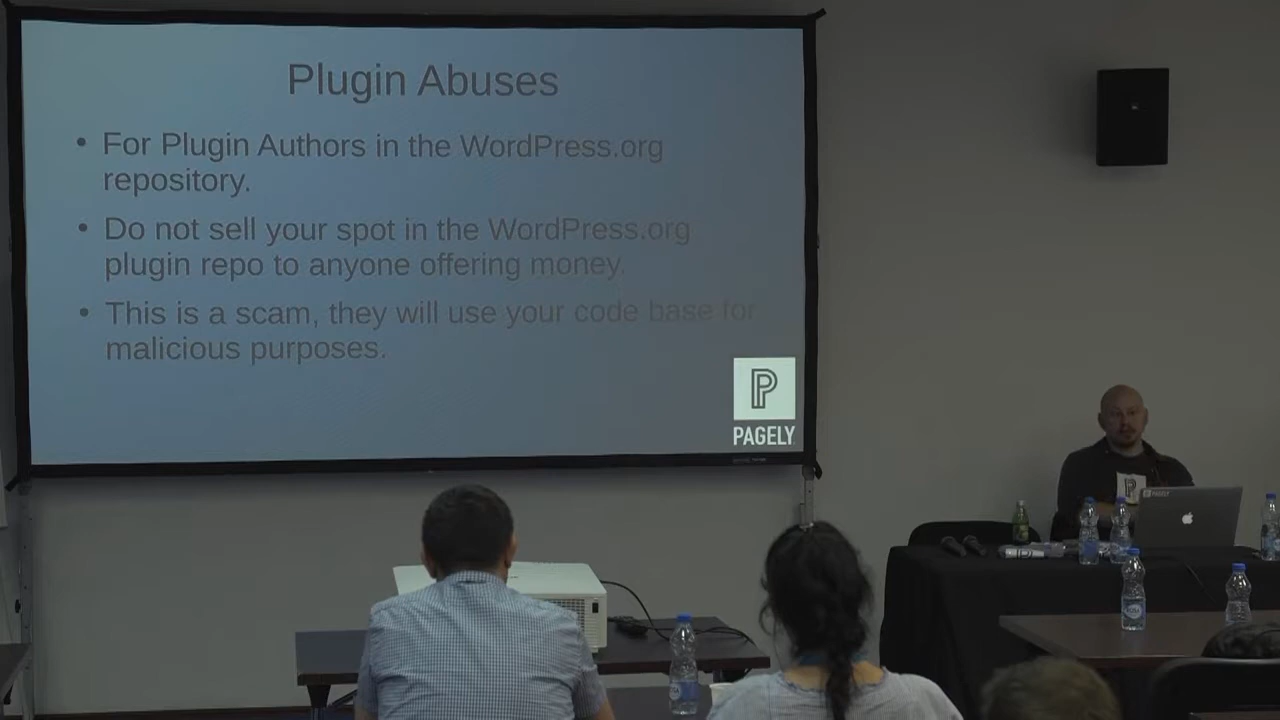 Plugin Abuses
• For Plugin Authors in the WordPress.org
repository.
• Do not sell your spot in the WordPress.org
plugin repo to anyone offering money.
• This is a scam, they will use your code base for
malicious purposes.
P
PAGELY
P
PAGELY